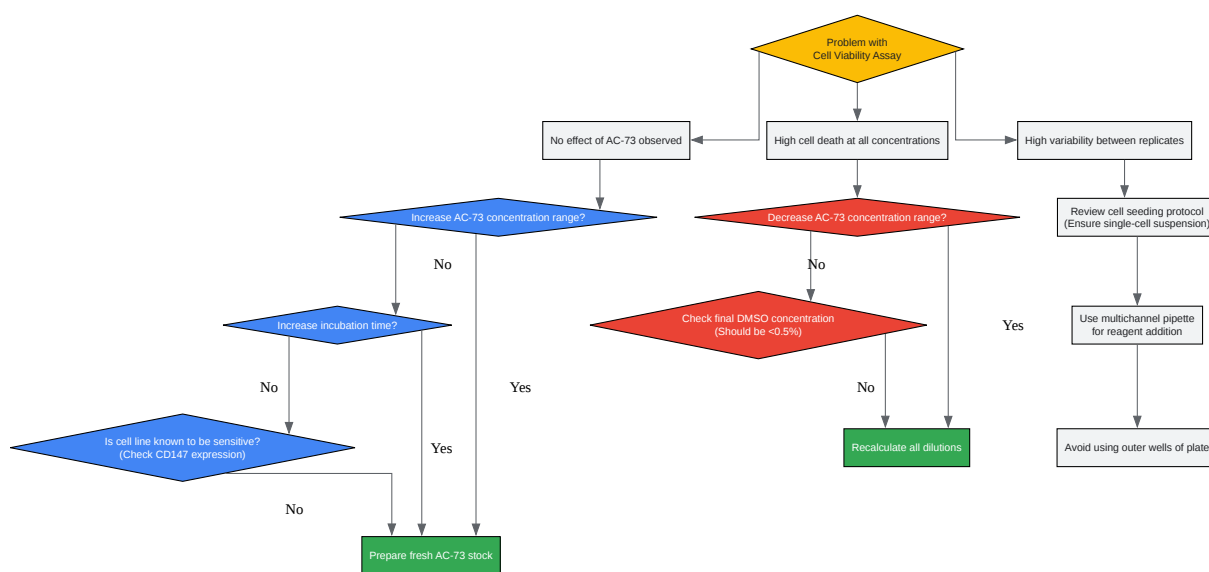 Problem with
Cell Viability Assay
No effect of AC-73 observed
High cell death at all concentrations
High variability between replicates
Increase AC-73 concentration range?
Decrease AC-73 concentration range?
Review cell seeding protocol
(Ensure single-cell suspension)
No
No
Increase incubation time?
Check final DMSO concentration
(Should be <0.5%)
Yes
Use multichannel pipette
for reagent addition
No
Yes
No
Is cell line known to be sensitive?
(Check CD147 expression)
Yes
Recalculate all dilutions
Avoid using outer wells of plate
No
Prepare fresh AC-73 stock